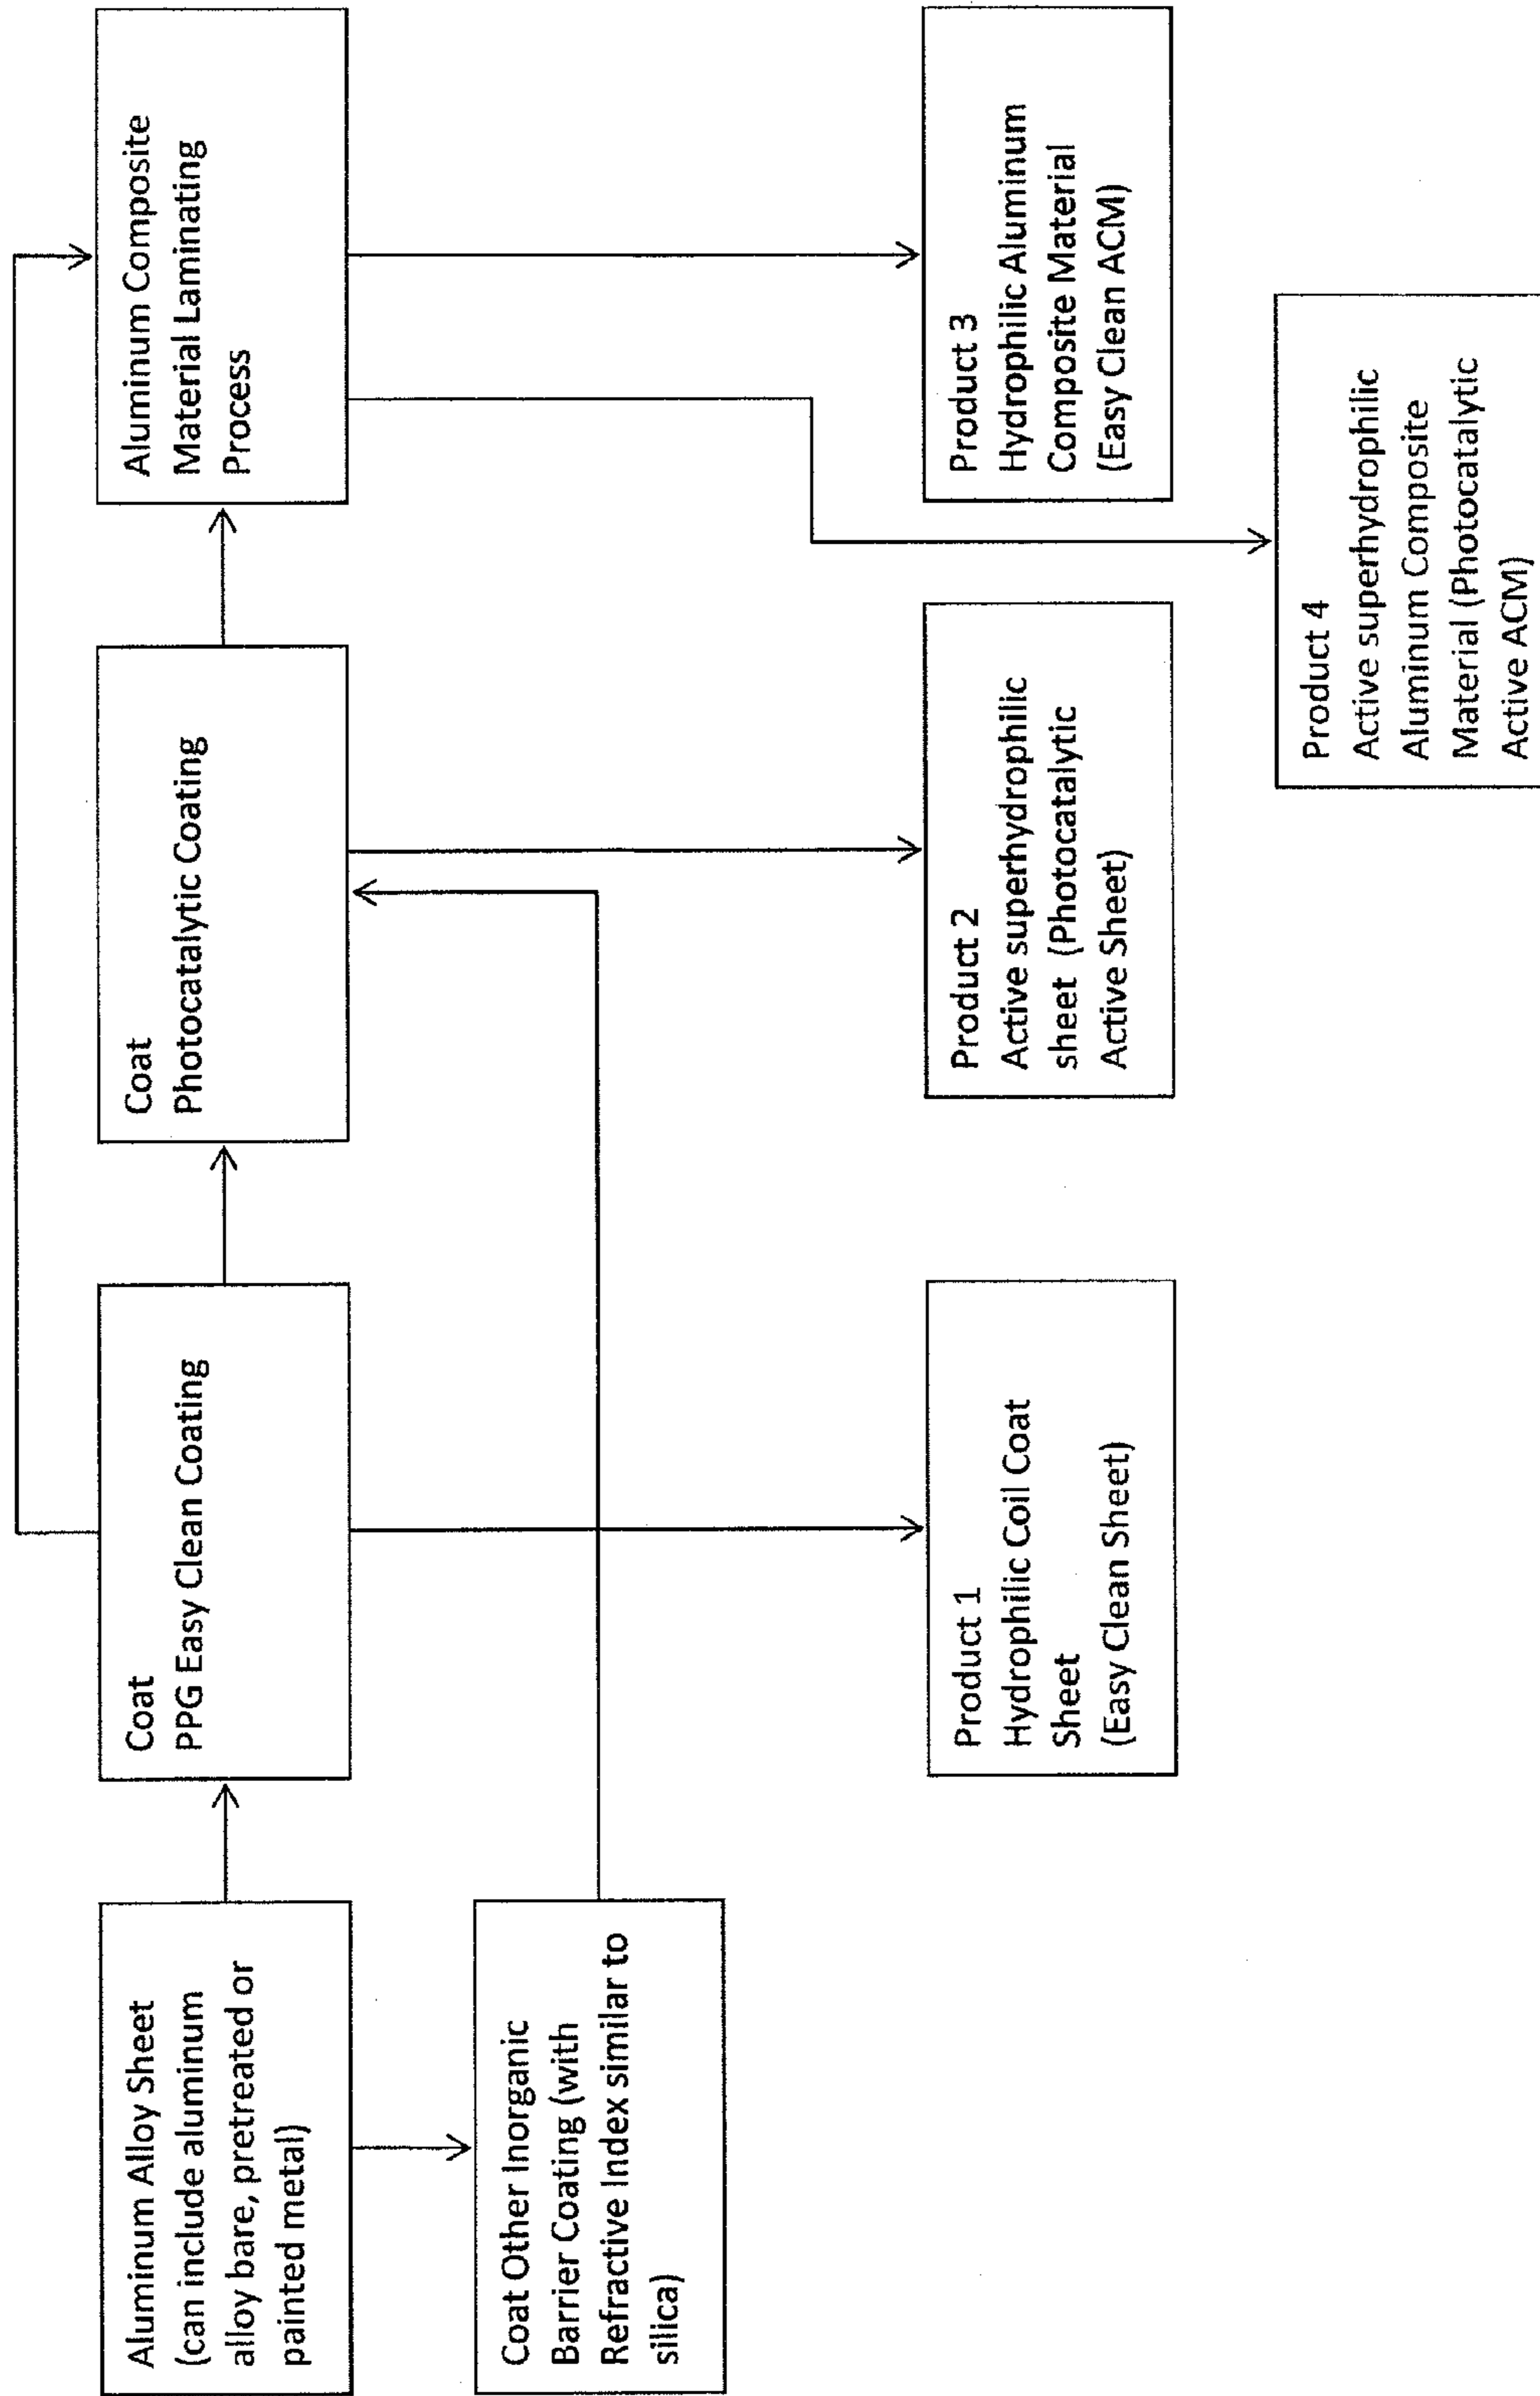 Aluminum Alloy Sheet
(can include aluminum
alloy bare, pretreated or
painted metal)
Coat
PPG Easy Clean Coating
Coat
Photocatalytic Coating
Aluminum Composite
Material Laminating
Process
Coat Other Inorganic
Barrier Coating (with
Refractive Index similar to
silica)
Product 1
Hydrophilic Coil Coat
Sheet
(Easy Clean Sheet)
Product 2
Active superhydrophilic
sheet (Photocatalytic
Active Sheet)
Product 3
Hydrophilic Aluminum
Composite Material
(Easy Clean ACM)
Product 4
Active superhydrophilic
Aluminum Composite
Material (Photocatalytic
Active ACM)